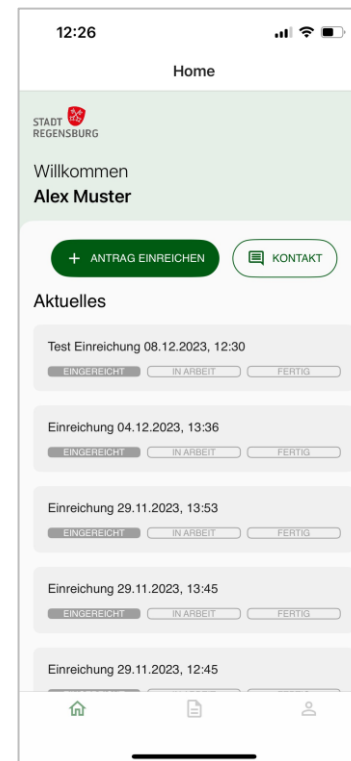 12:26
Home
STADT
REGENSBURG
Willkommen
Alex Muster
+ ANTRAG EINREICHEN
KONTAKT
Aktuelles
Test Einreichung 08.12.2023, 12:30
EINGEREICHT IN ARBEIT FERTIG
Einreichung 04.12.2023, 13:36
EINGEREICHT IN ARBEIT FERTIG
Einreichung 29.11.2023, 13:53
EINGEREICHT IN ARBEIT FERTIG
Einreichung 29.11.2023, 13:45
EINGEREICHT IN ARBEIT FERTIG
Einreichung 29.11.2023, 12:45